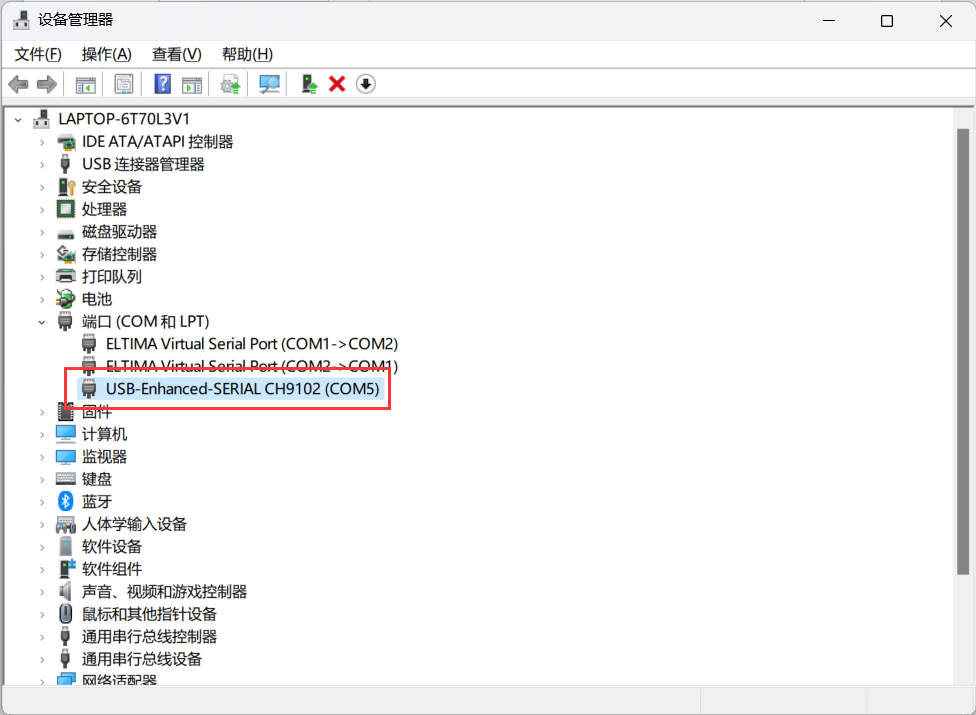 设备管理器
文件(F) 操作(A) 查看(V) 帮助(H)
LAPTOP-6T70L3V1
IDE ATA/ATAPI 控制器
USB 连接器管理器
安全设备
处理器
磁盘驱动器
存储控制器
打印队列
电池
端口 (COM 和 LPT)
ELTIMA Virtual Serial Port (COM1->COM2)
ELTIMA Virtual Serial Port (COM2->COM1)
USB-Enhanced-SERIAL CH9102 (COM5)
固件
计算机
监视器
键盘
蓝牙
人体学输入设备
软件设备
软件组件
声音、视频和游戏控制器
鼠标和其他指针设备
通用串行总线控制器
通用串行总线设备
网络适配器